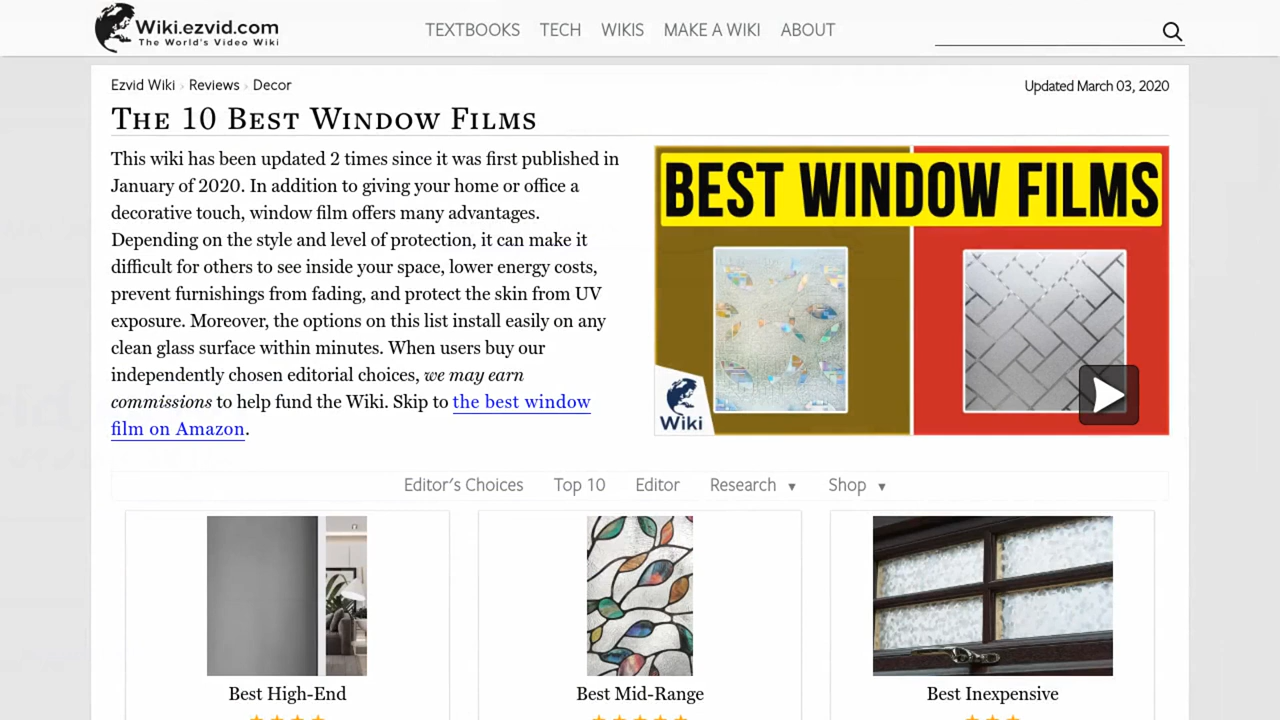 Wiki.ezvid.com
The World's Video Wiki
TEXTBOOKS TECH WIKIS MAKE A WIKI ABOUT
Ezvid Wiki › Reviews › Decor
Updated March 03, 2020
The 10 Best Window Films
This wiki has been updated 2 times since it was first published in
January of 2020. In addition to giving your home or office a
decorative touch, window film offers many advantages.
Depending on the style and level of protection, it can make it
difficult for others to see inside your space, lower energy costs,
prevent furnishings from fading, and protect the skin from UV
exposure. Moreover, the options on this list install easily on any
clean glass surface within minutes. When users buy our
independently chosen editorial choices, we may earn
commissions to help fund the Wiki. Skip to the best window
film on Amazon.
BEST WINDOW FILMS
Wiki
Editor's Choices Top 10 Editor Research ▼ Shop ▼
Best High-End
Best Mid-Range
Best Inexpensive